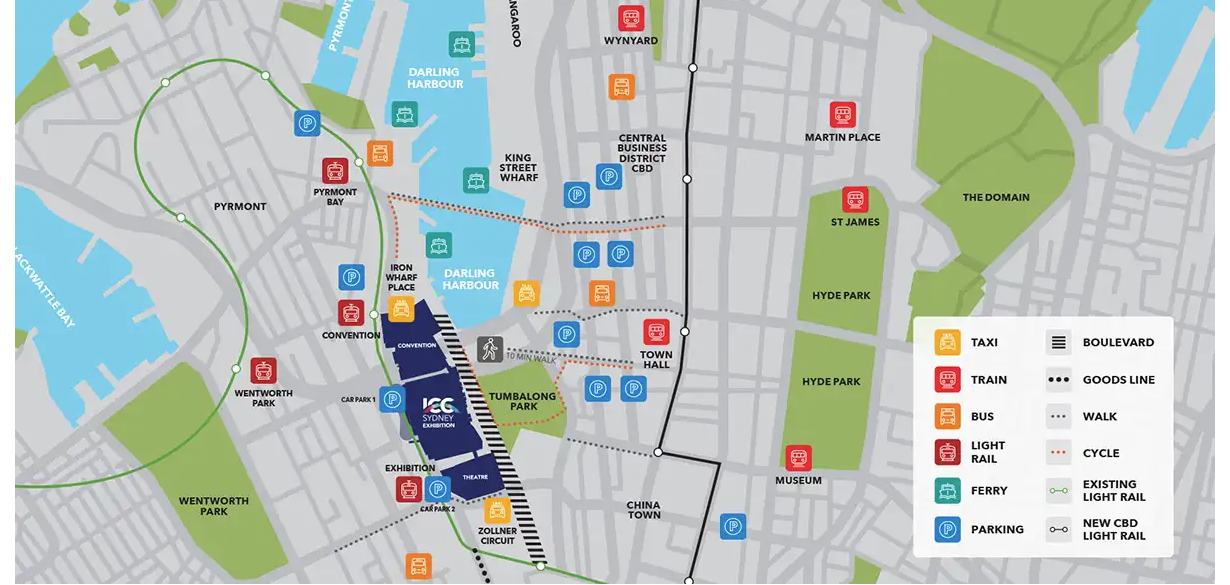 PYRMONT
NGAROO
WYNYARD
DARLING
HARBOUR
MARTIN PLACE
CENTRAL
BUSINESS
DISTRICT
CBD
KING
STREET
WHARF
PYRMONT
BAY
PYRMONT
THE DOMAIN
ST JAMES
LACKWATTLE BAY
IRON
WHARF
PLACE
DARLING
HARBOUR
HYDE PARK
CONVENTION
CONVENTION
10 MIN WALK
TOWN
HALL
WENTWORTH
PARK
CAR PARK 1
ICC
SYDNEY
EXHIBITION
TUMBALONG
PARK
HYDE PARK
EXHIBITION
THEATRE
CAR PARK 2
MUSEUM
WENTWORTH
PARK
CHINA
TOWN
ZOLLNER
CIRCUIT
TAXI
TRAIN
BUS
LIGHT
RAIL
FERRY
PARKING
BOULEVARD
GOODS LINE
WALK
CYCLE
EXISTING
LIGHT RAIL
NEW CBD
LIGHT RAIL